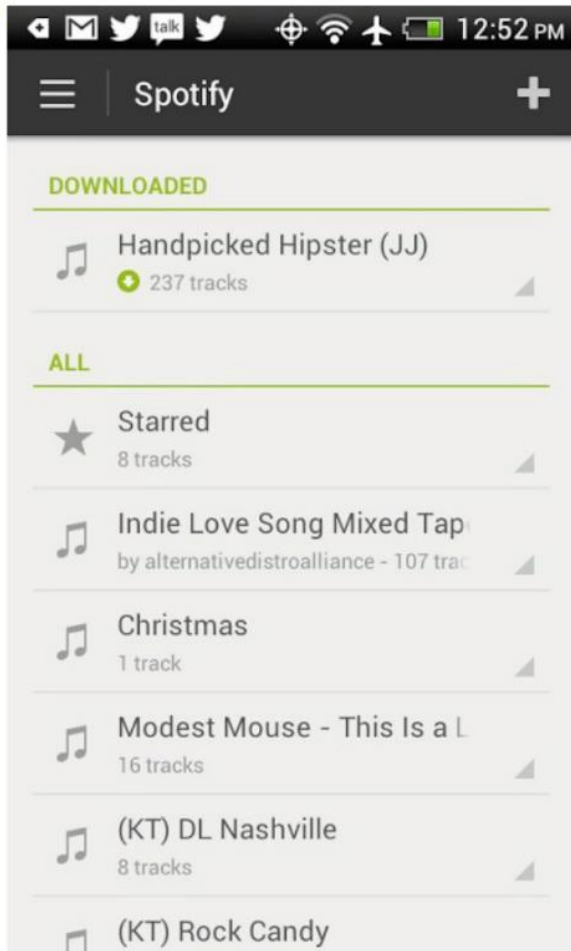 talk
12:52 PM
Spotify
DOWNLOADED
Handpicked Hipster (JJ)
237 tracks
ALL
Starred
8 tracks
Indie Love Song Mixed Tap
by alternativedistroalliance - 107 trac
Christmas
1 track
Modest Mouse - This Is a L
16 tracks
(KT) DL Nashville
8 tracks
(KT) Rock Candy